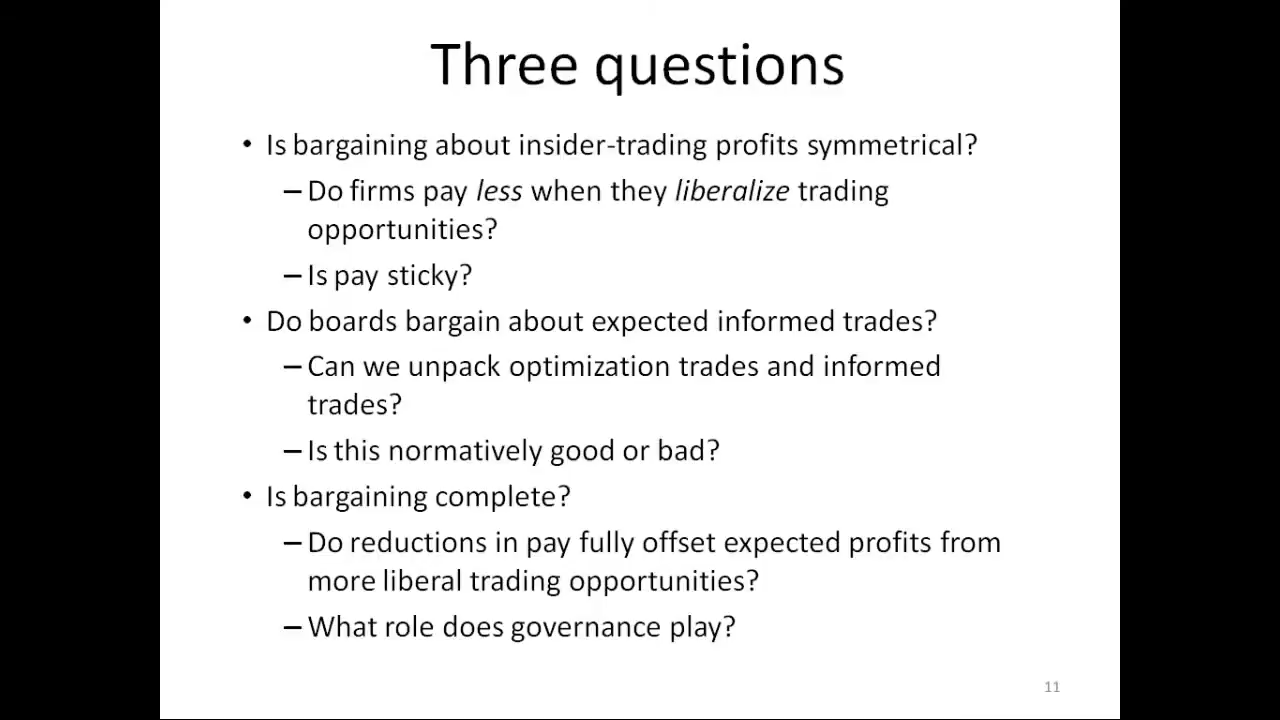 Three questions
• Is bargaining about insider-trading profits symmetrical?
– Do firms pay less when they liberalize trading
opportunities?
– Is pay sticky?
• Do boards bargain about expected informed trades?
– Can we unpack optimization trades and informed
trades?
– Is this normatively good or bad?
• Is bargaining complete?
– Do reductions in pay fully offset expected profits from
more liberal trading opportunities?
– What role does governance play?
11